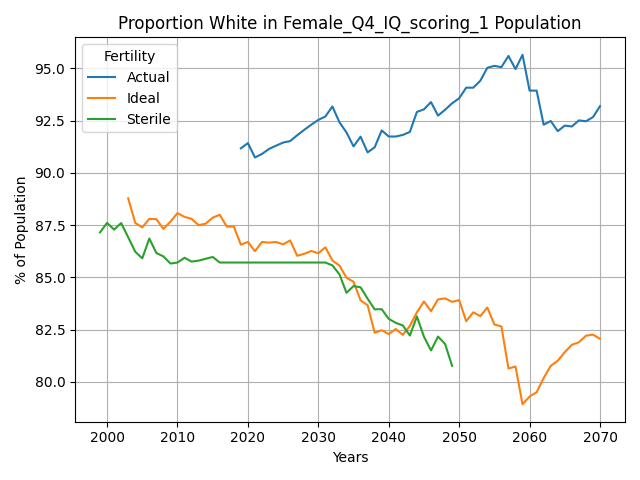 Proportion White in Female_Q4_IQ_scoring_1 Population
Fertility
Actual
Ideal
Sterile
% of Population
95.0
92.5
90.0
87.5
85.0
82.5
80.0
2000 2010 2020 2030 2040 2050 2060 2070
Years